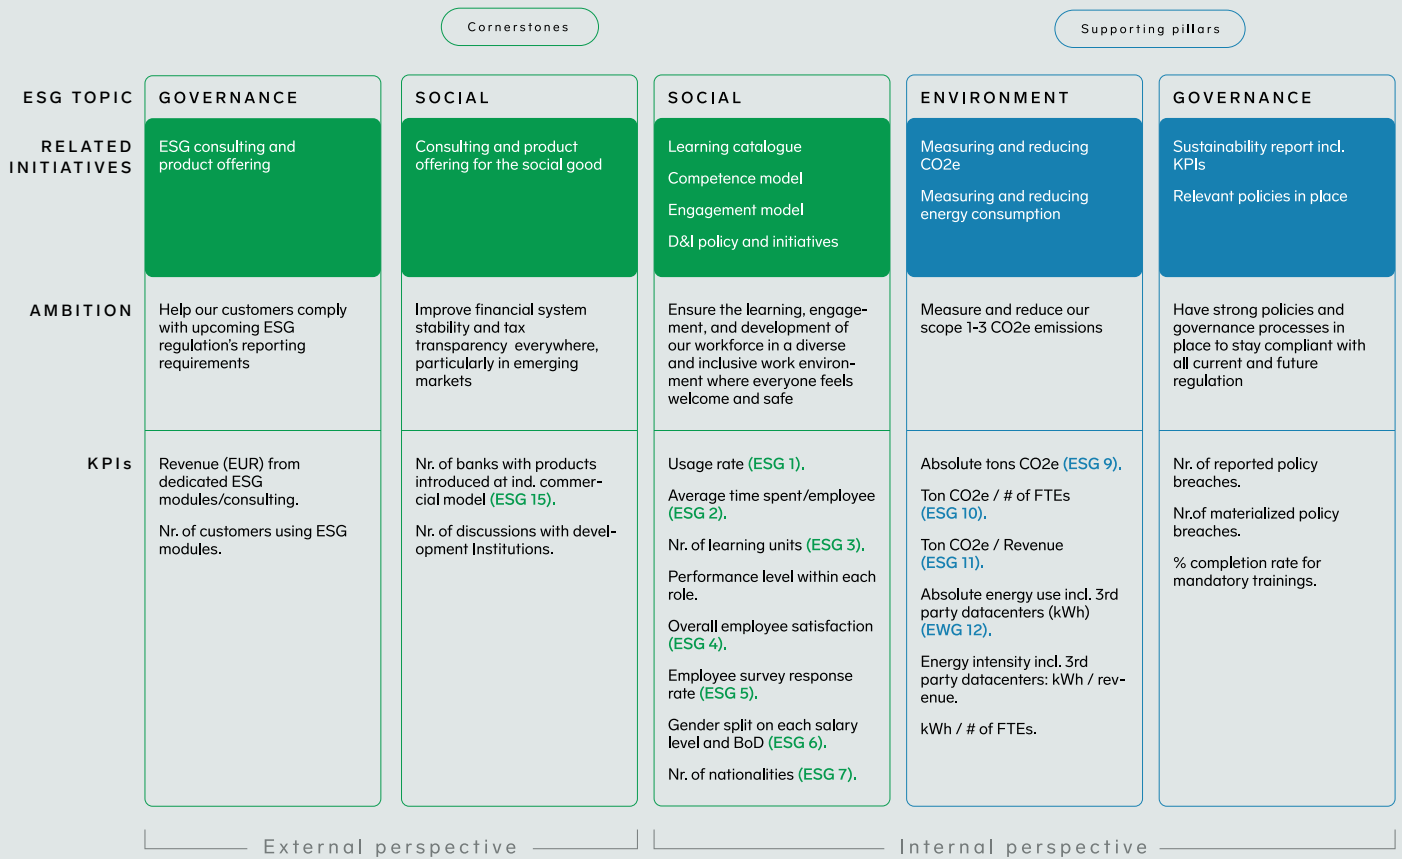 Cornerstones
Supporting pillars
ESG TOPIC
GOVERNANCE
SOCIAL
SOCIAL
ENVIRONMENT
GOVERNANCE
RELATED
INITIATIVES
ESG consulting and
product offering
Consulting and product
offering for the social good
Learning catalogue
Competence model
Engagement model
D&I policy and initiatives
Measuring and reducing
CO2e
Measuring and reducing
energy consumption
Sustainability report incl.
KPIs
Relevant policies in place
AMBITION
Help our customers comply
with upcoming ESG
regulation's reporting
requirements
Improve financial system
stability and tax
transparency everywhere,
particularly in emerging
markets
Ensure the learning, engage-
ment, and development of
our workforce in a diverse
and inclusive work environ-
ment where everyone feels
welcome and safe
Measure and reduce our
scope 1-3 CO2e emissions
Have strong policies and
governance processes in
place to stay compliant with
all current and future
regulation
KPIs
Revenue (EUR) from
dedicated ESG
modules/consulting.
Nr. of customers using ESG
modules.
Nr. of banks with products
introduced at ind. commer-
cial model (ESG 15).
Nr. of discussions with devel-
opment Institutions.
Usage rate (ESG 1).
Average time spent/employee
(ESG 2).
Nr. of learning units (ESG 3).
Performance level within each
role.
Overall employee satisfaction
(ESG 4).
Employee survey response
rate (ESG 5).
Gender split on each salary
level and BoD (ESG 6).
Nr. of nationalities (ESG 7).
Absolute tons CO2e (ESG 9).
Ton CO2e / # of FTEs
(ESG 10).
Ton CO2e / Revenue
(ESG 11).
Absolute energy use incl. 3rd
party datacenters (kWh)
(EWG 12).
Energy intensity incl. 3rd
party datacenters: kWh / rev-
enue.
kWh / # of FTEs.
Nr. of reported policy
breaches.
Nr.of materialized policy
breaches.
% completion rate for
mandatory trainings.
External perspective
Internal perspective